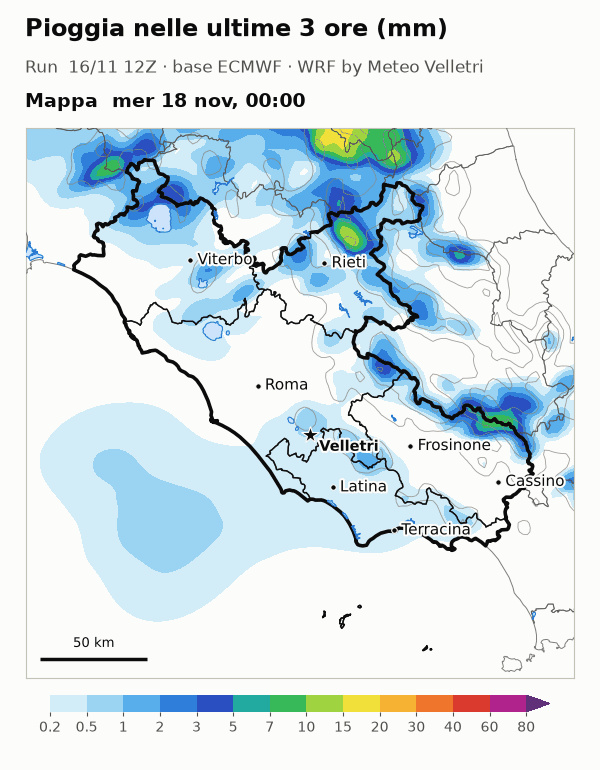 Pioggia nelle ultime 3 ore (mm)
Run  16/11 12Z · base ECMWF · WRF by Meteo Velletri
Mappa  mer 18 nov, 00:00
Viterbo
Rieti
Roma
Velletri
Frosinone
Latina
Cassino
Terracina
50 km
0.2 0.5 1 2 3 5 7 10 15 20 30 40 60 80